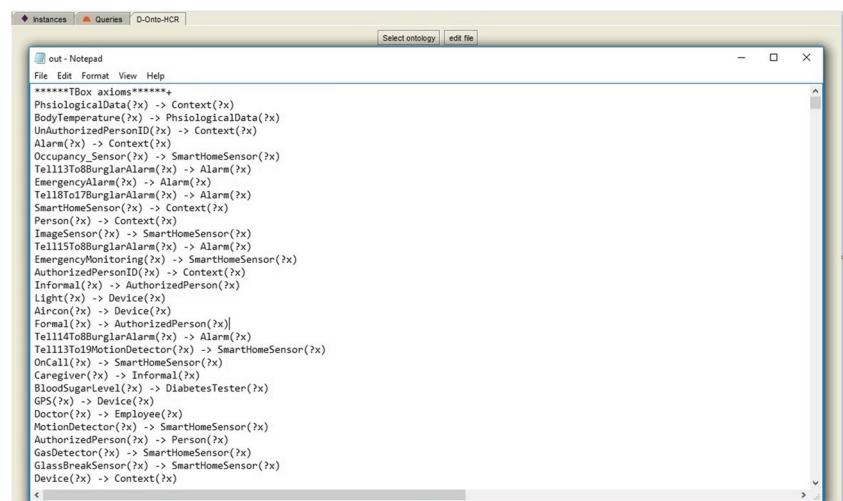 Instances Queries D-Onto-HCR
Select ontology edit file
out - Notepad
File Edit Format View Help
******TBox axioms******+
PhsiologicalData(?x) -> Context(?x)
BodyTemperature(?x) -> PhsiologicalData(?x)
UnAuthorizedPersonID(?x) -> Context(?x)
Alarm(?x) -> Context(?x)
Occupancy_Sensor(?x) -> SmartHomeSensor(?x)
Tell13To8BurglarAlarm(?x) -> Alarm(?x)
EmergencyAlarm(?x) -> Alarm(?x)
Tell8To17BurglarAlarm(?x) -> Alarm(?x)
SmartHomeSensor(?x) -> Context(?x)
Person(?x) -> Context(?x)
ImageSensor(?x) -> SmartHomeSensor(?x)
Tell15To8BurglarAlarm(?x) -> Alarm(?x)
EmergencyMonitoring(?x) -> SmartHomeSensor(?x)
AuthorizedPersonID(?x) -> Context(?x)
Informal(?x) -> AuthorizedPerson(?x)
Light(?x) -> Device(?x)
Aircon(?x) -> Device(?x)
Formal(?x) -> AuthorizedPerson(?x)
Tell14To8BurglarAlarm(?x) -> Alarm(?x)
Tell13To19MotionDetector(?x) -> SmartHomeSensor(?x)
OnCall(?x) -> SmartHomeSensor(?x)
Caregiver(?x) -> Informal(?x)
BloodSugarLevel(?x) -> DiabetesTester(?x)
GPS(?x) -> Device(?x)
Doctor(?x) -> Employee(?x)
MotionDetector(?x) -> SmartHomeSensor(?x)
AuthorizedPerson(?x) -> Person(?x)
GasDetector(?x) -> SmartHomeSensor(?x)
GlassBreakSensor(?x) -> SmartHomeSensor(?x)
Device(?x) -> Context(?x)